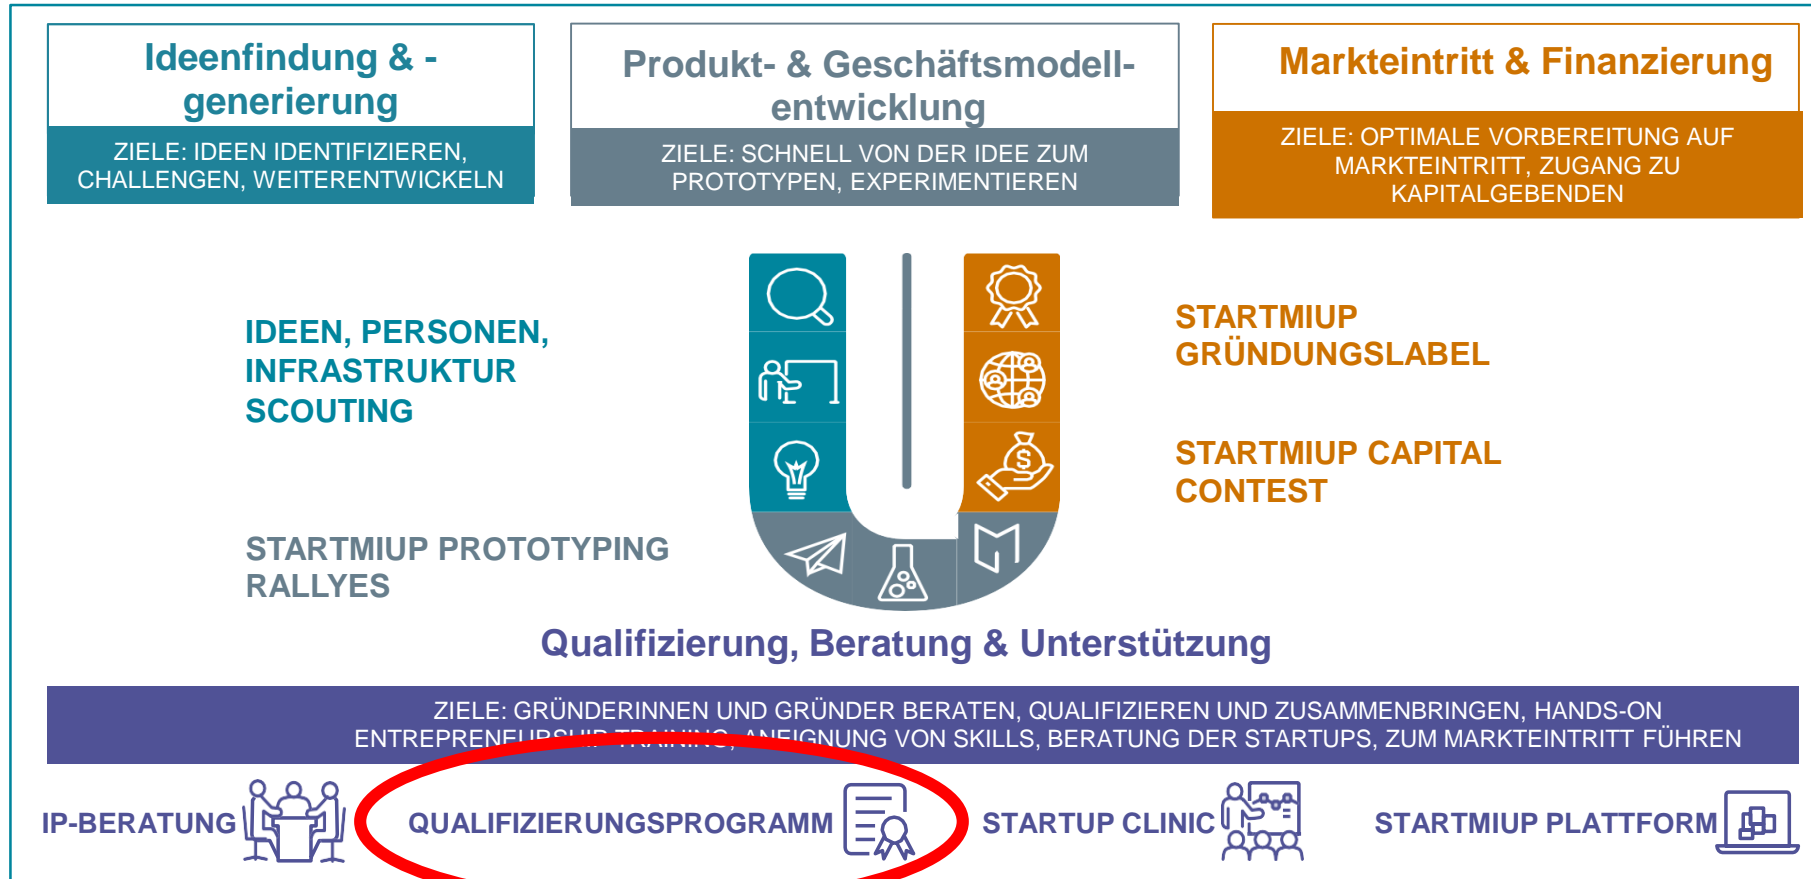 Ideenfindung & -
generierung
ZIELE: IDEEN IDENTIFIZIEREN,
CHALLENGEN, WEITERENTWICKELN
Produkt- & Geschäftsmodell-
entwicklung
ZIELE: SCHNELL VON DER IDEE ZUM
PROTOTYPEN, EXPERIMENTIEREN
Markteintritt & Finanzierung
ZIELE: OPTIMALE VORBEREITUNG AUF
MARKTEINTRITT, ZUGANG ZU
KAPITALGEBENDEN
IDEEN, PERSONEN,
INFRASTRUKTUR
SCOUTING
STARTMIUP PROTOTYPING
RALLYES
$
STARTMIUP
GRÜNDUNGSLABEL
STARTMIUP CAPITAL
CONTEST
Qualifizierung, Beratung & Unterstützung
ZIELE: GRÜNDERINNEN UND GRÜNDER BERATEN, QUALIFIZIEREN UND ZUSAMMENBRINGEN, HANDS-ON
ENTREPRENEURSHIP TRAINING, ANEIGNUNG VON SKILLS, BERATUNG DER STARTUPS, ZUM MARKTEINTRITT FÜHREN
IP-BERATUNG
QUALIFIZIERUNGSPROGRAMM
STARTUP CLINIC
STARTMIUP PLATTFORM